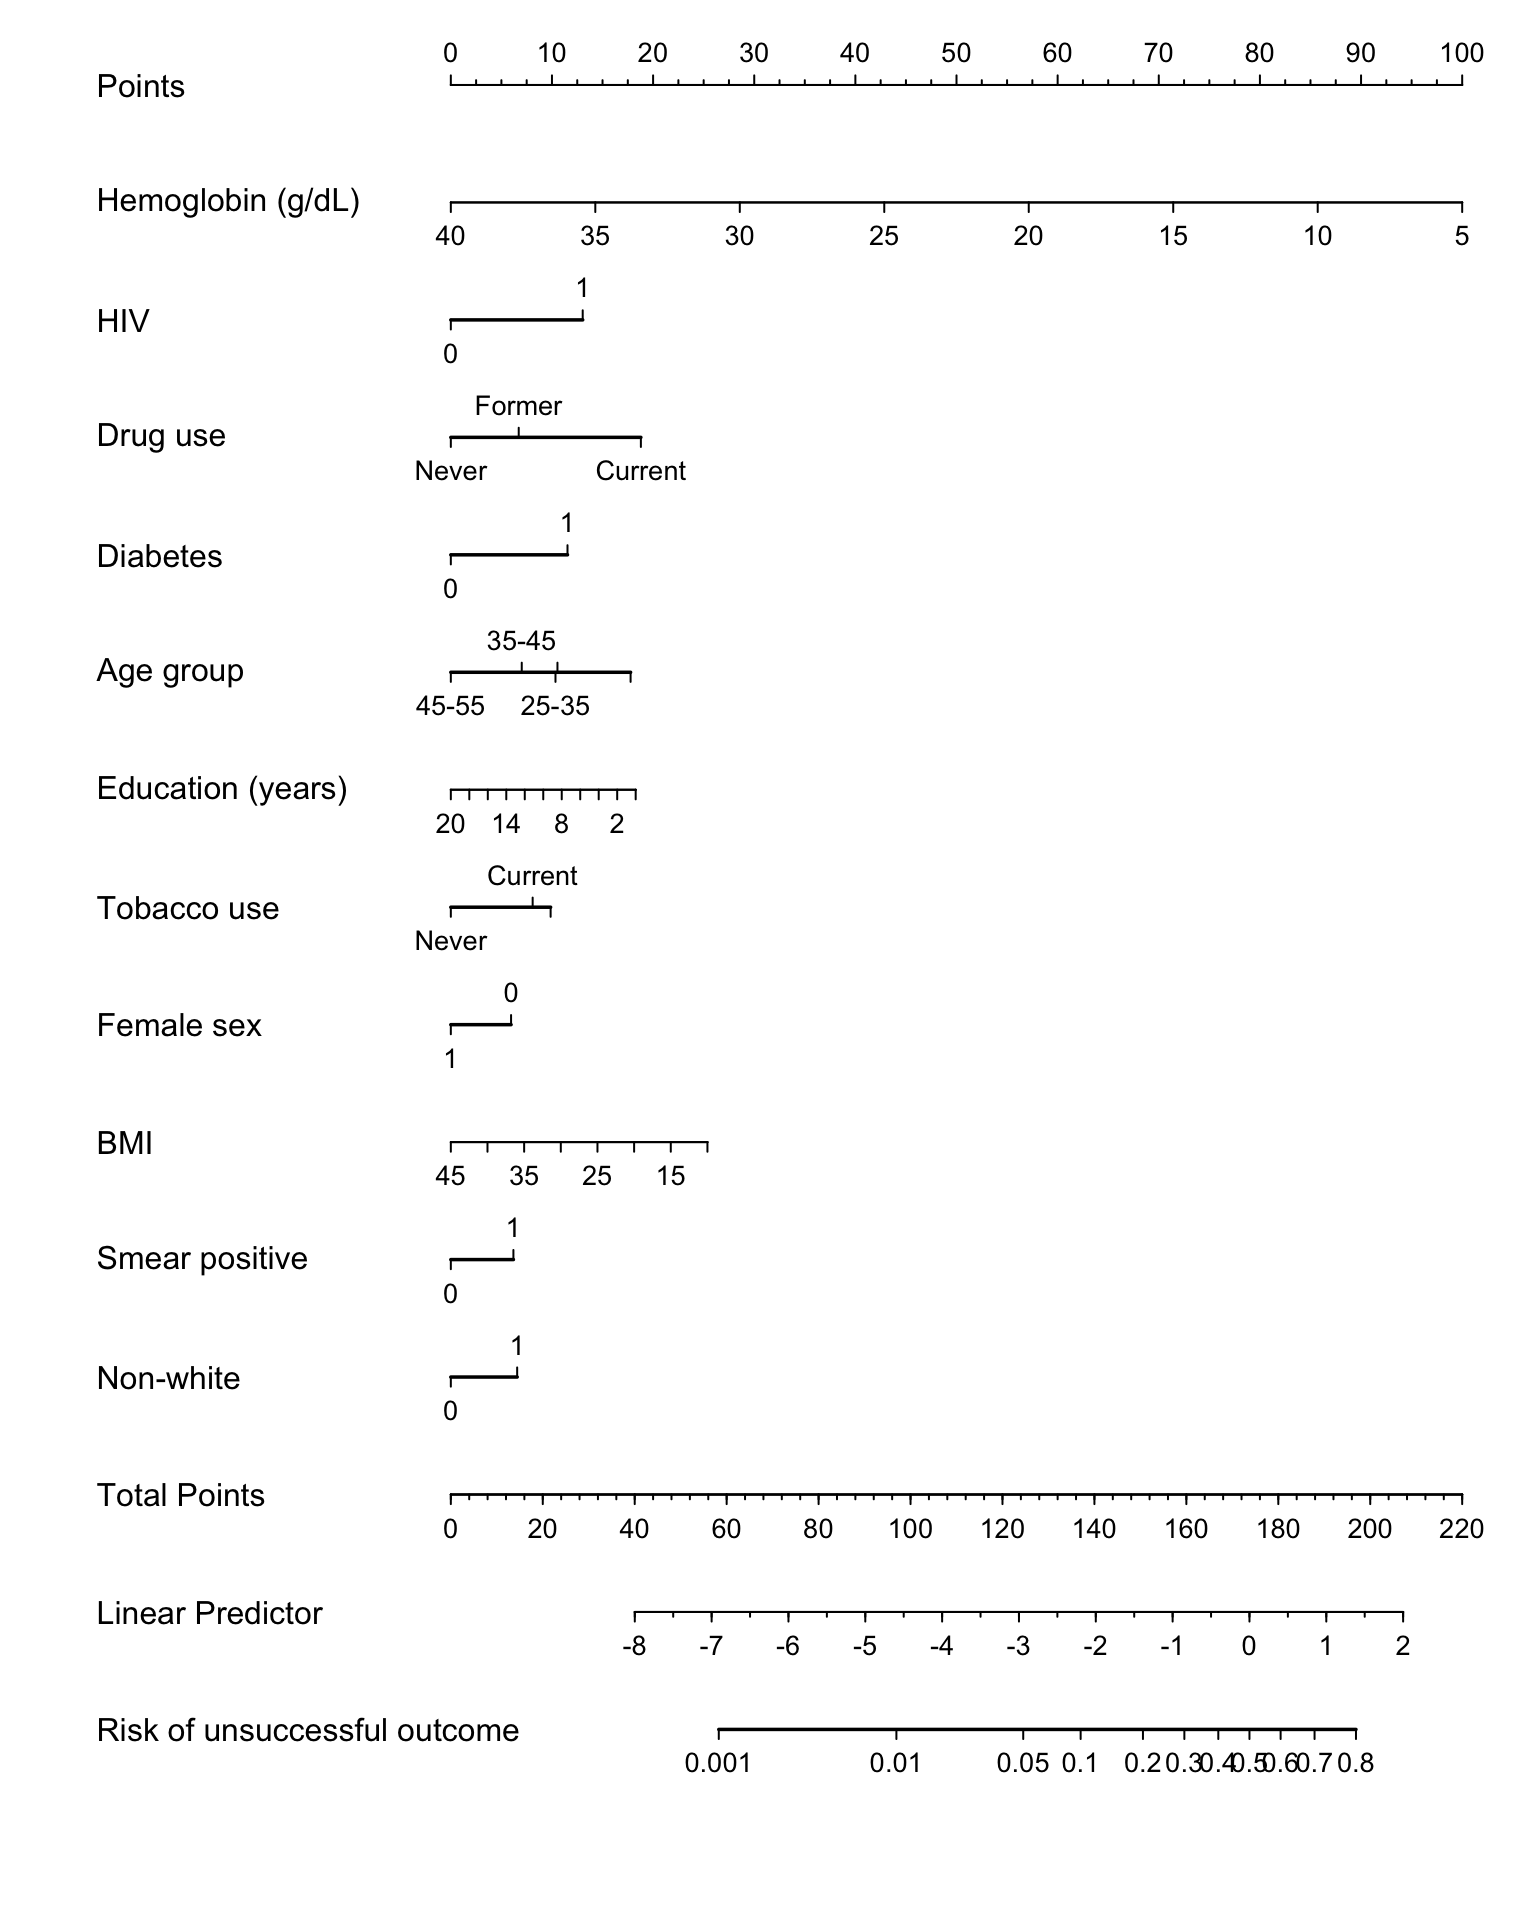 0 10 20 30 40 50 60 70 80 90 100
Points
Hemoglobin (g/dL)
40 35 30 25 20 15 10 5
1
HIV
0
Former
Drug use
Never Current
1
Diabetes
0
35-45
Age group
45-55 25-35
Education (years)
20 14 8 2
Current
Tobacco use
Never
0
Female sex
1
BMI
45 35 25 15
1
Smear positive
0
1
Non-white
0
Total Points
0 20 40 60 80 100 120 140 160 180 200 220
Linear Predictor
-8 -7 -6 -5 -4 -3 -2 -1 0 1 2
Risk of unsuccessful outcome
0.001 0.01 0.05 0.1 0.2 0.3 0.4 0.5 0.6 0.7 0.8